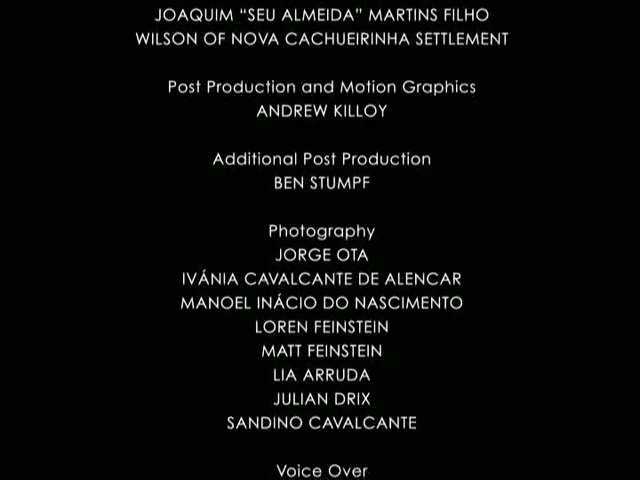 JOAQUIM “SEU ALMEIDA” MARTINS FILHO
WILSON OF NOVA CACHUEIRINHA SETTLEMENT
Post Production and Motion Graphics
ANDREW KILLOY
Additional Post Production
BEN STUMPF
Photography
JORGE OTA
IVÁNIA CAVALCANTE DE ALENCAR
MANOEL INÁCIO DO NASCIMENTO
LOREN FEINSTEIN
MATT FEINSTEIN
LIA ARRUDA
JULIAN DRIX
SANDINO CAVALCANTE
Voice Over